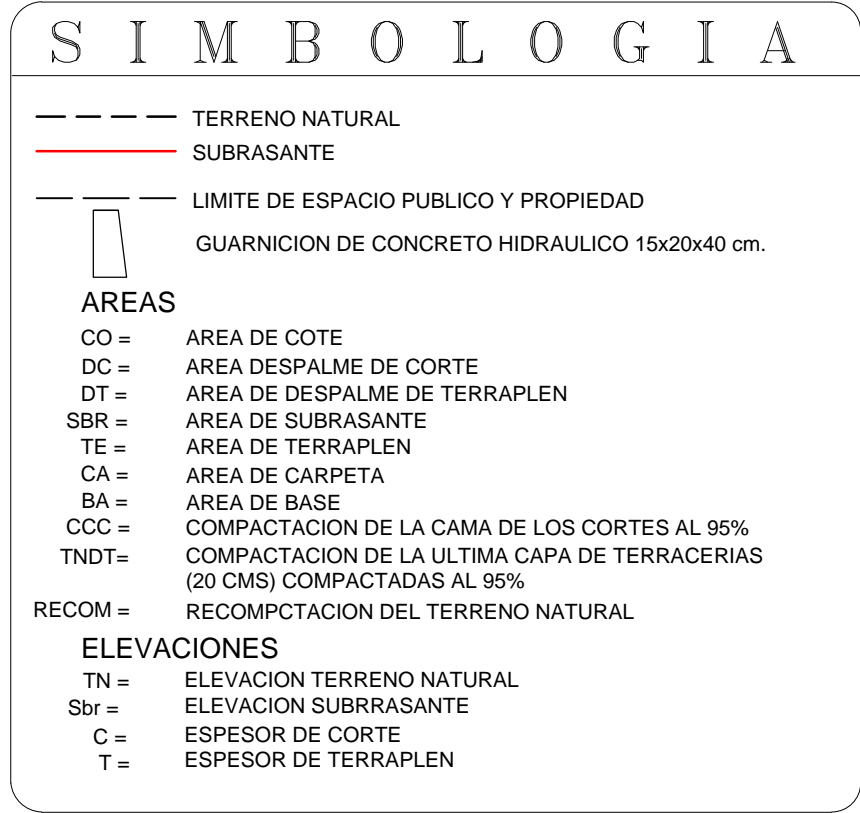 S I M B O L O G I A
TERRENO NATURAL
SUBRASANTE
LIMITE DE ESPACIO PUBLICO Y PROPIEDAD
GUARNICION DE CONCRETO HIDRAULICO 15x20x40 cm.
AREAS
CO = AREA DE COTE
DC = AREA DESPALME DE CORTE
DT = AREA DE DESPALME DE TERRAPLEN
SBR = AREA DE SUBRASANTE
TE = AREA DE TERRAPLEN
CA = AREA DE CARPETA
BA = AREA DE BASE
CCC = COMPACTACION DE LA CAMA DE LOS CORTES AL 95%
TNDT= COMPACTACION DE LA ULTIMA CAPA DE TERRACERIAS
(20 CMS) COMPACTADAS AL 95%
RECOM = RECOMPCTACION DEL TERRENO NATURAL
ELEVACIONES
TN = ELEVACION TERRENO NATURAL
Sbr = ELEVACION SUBRRASANTE
C = ESPESOR DE CORTE
T = ESPESOR DE TERRAPLEN